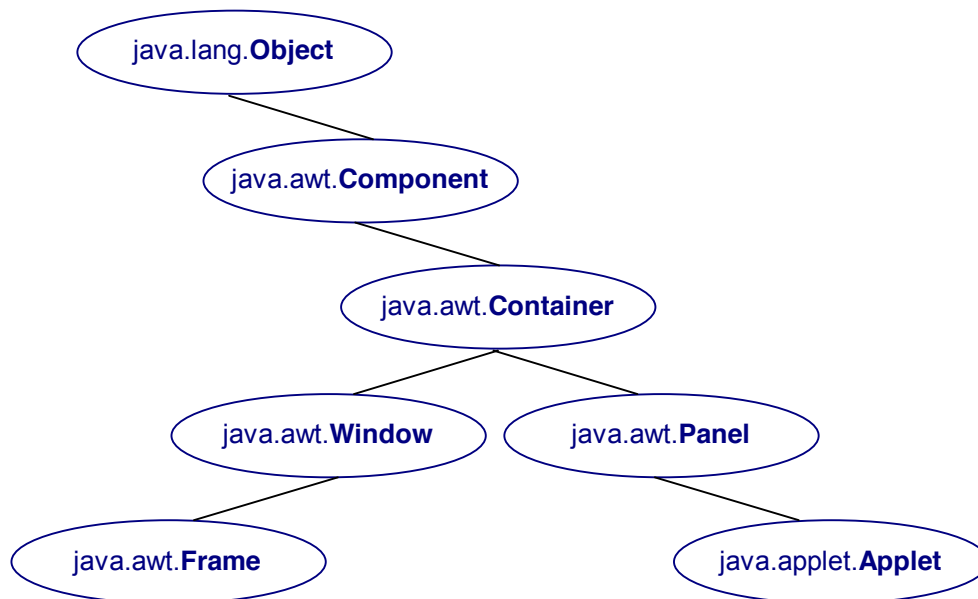 java.lang.Object
java.awt.Component
java.awt.Container
java.awt.Window
java.awt.Panel
java.awt.Frame
java.applet.Applet